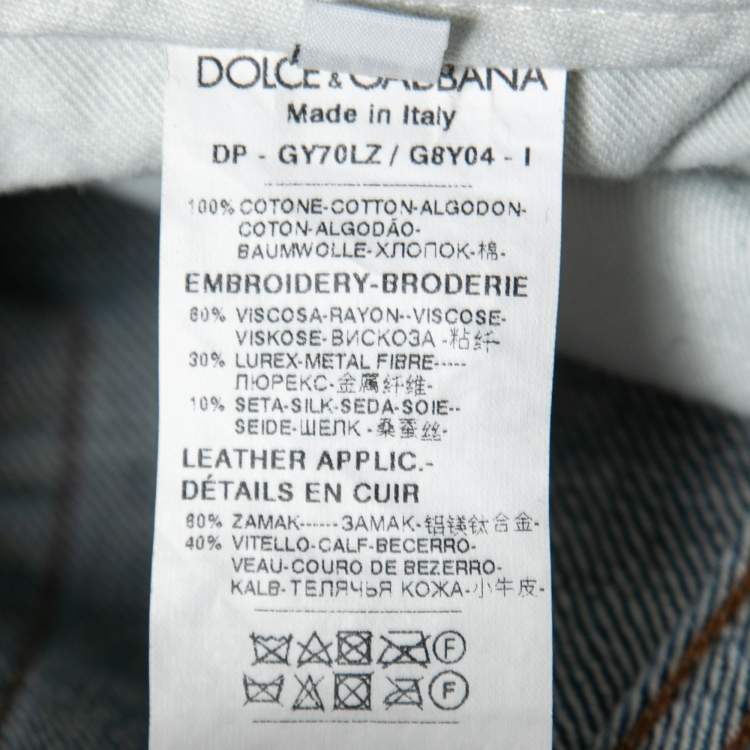 DOLCE & GABBANA
Made in Italy
DP - GY70LZ / G8Y04 - I
100% COTONE-COTTON-ALGODON-
COTON-ALGODÃO-
BAUMWOLLE-ХЛОПОК-棉-
EMBROIDERY-BRODERIE
60% VISCOSA-RAYON--VISCOSE-
VISKOSE-ВИСКОЗА -粘纤-
30% LUREX-METAL FIBRE-----
ЛЮРЕКС-金属纤维-
10% SETA-SILK-SEDA-SOIE--
SEIDE-ШЕЛК -桑蚕丝-
LEATHER APPLIC.-
DÉTAILS EN CUIR
60% ZAMAK------ЗАМАК-铝镁钛合金-
40% VITELLO-CALF-BECERRO-
VEAU-COURO DE BEZERRO-
KALB-ТЕЛЯЧЬЯ КОЖА-小牛皮-
F
F